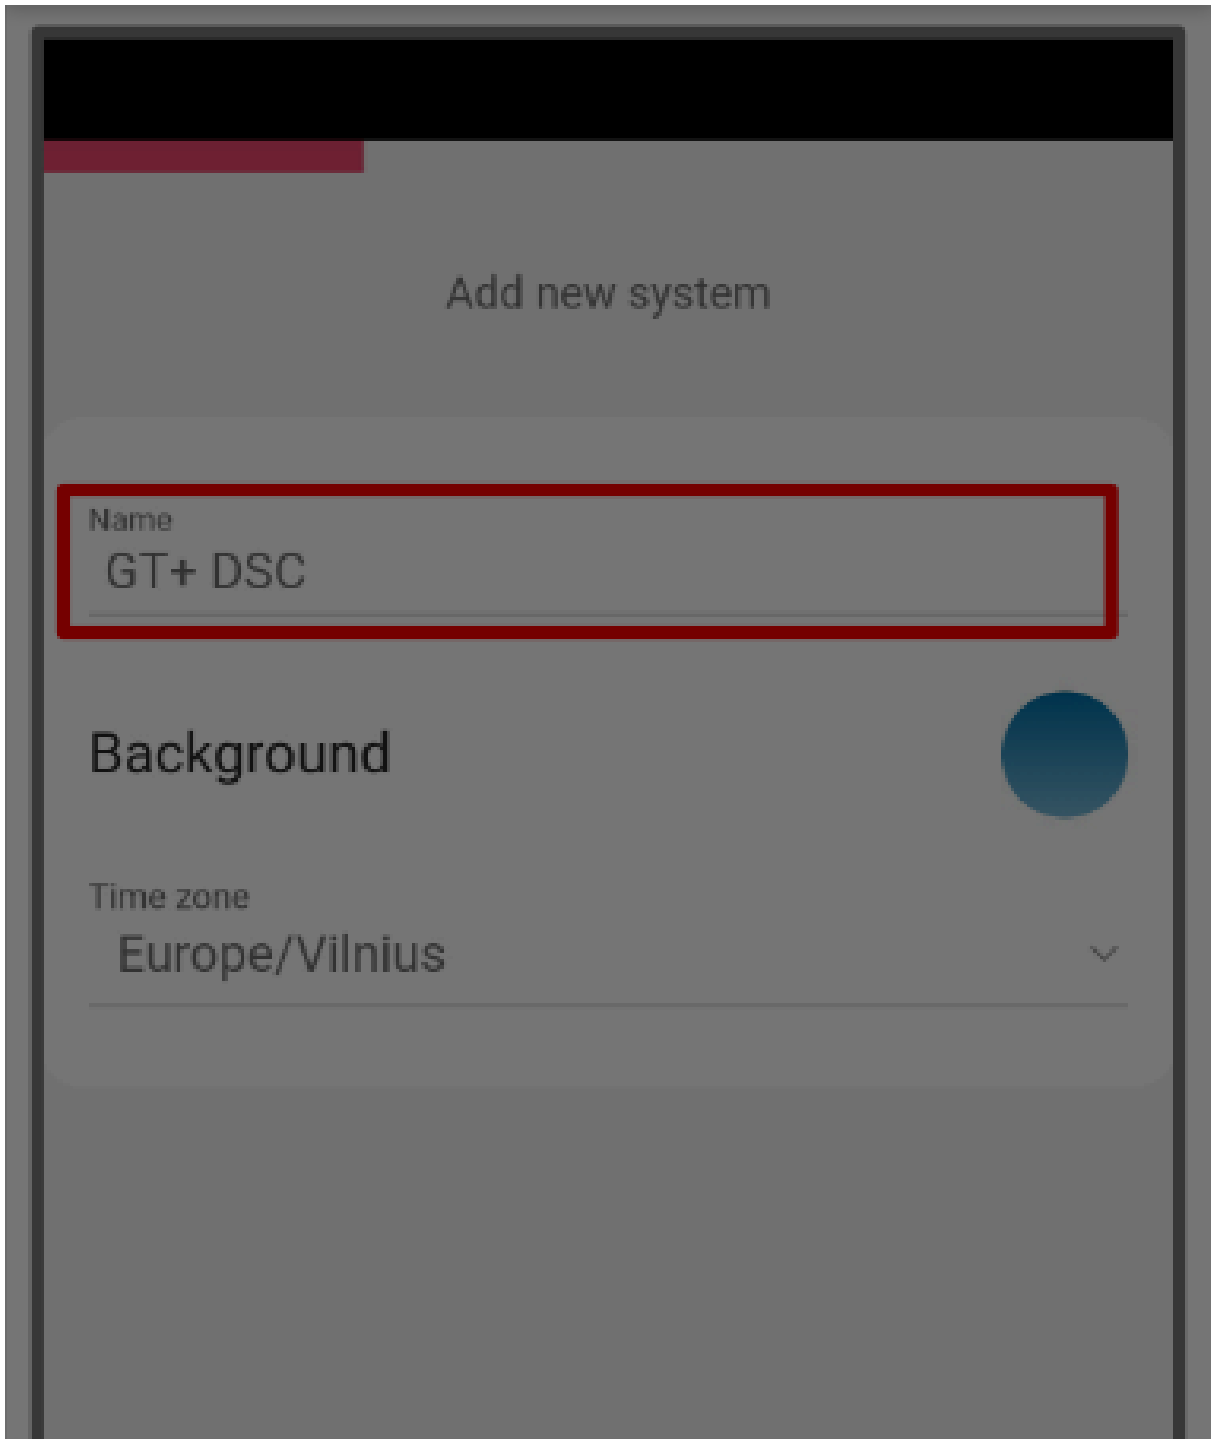 Add new system
Name
GT+ DSC
Background
Time zone
Europe/Vilnius